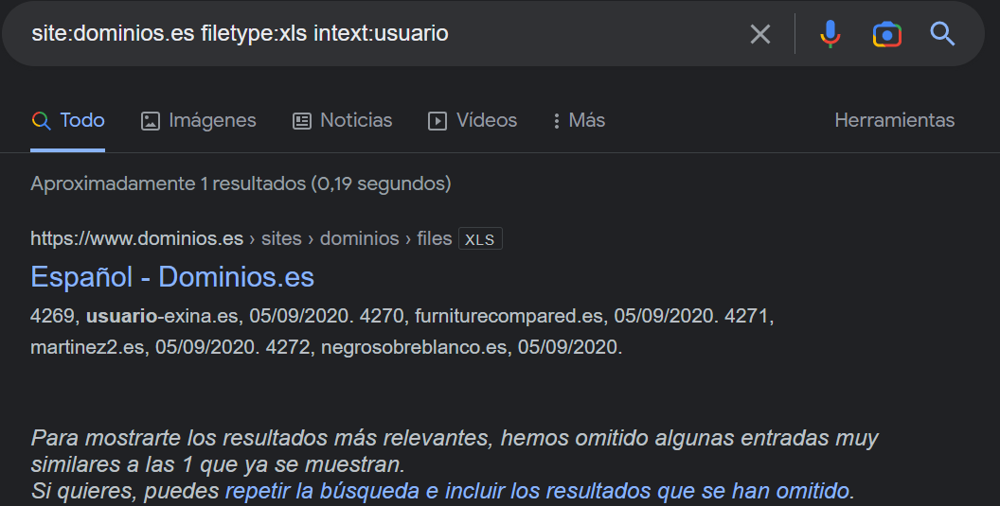 site:dominios.es filetype:xls intext:usuario
Todo Imágenes Noticias Vídeos Más Herramientas
Aproximadamente 1 resultados (0,19 segundos)
https://www.dominios.es › sites › dominios › files XLS
Español - Dominios.es
4269, usuario-exina.es, 05/09/2020. 4270, furniturecompared.es, 05/09/2020. 4271,
martinez2.es, 05/09/2020. 4272, negrosobreblanco.es, 05/09/2020.
Para mostrarte los resultados más relevantes, hemos omitido algunas entradas muy
similares a las 1 que ya se muestran.
Si quieres, puedes repetir la búsqueda e incluir los resultados que se han omitido.